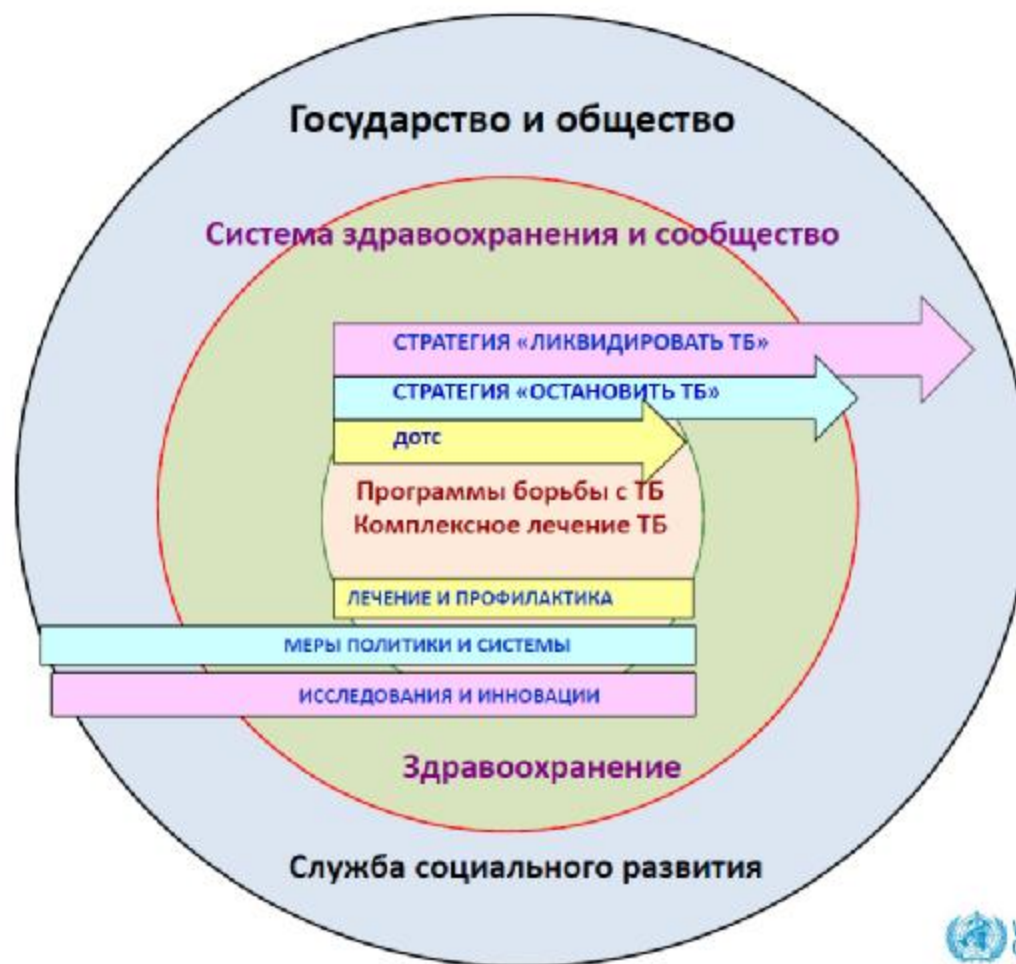 Государство и общество
Система здравоохранения и сообщество
СТРАТЕГИЯ «ЛИКВИДИРОВАТЬ ТБ»
СТРАТЕГИЯ «ОСТАНОВИТЬ ТБ»
ДОТС
Программы борьбы с ТБ
Комплексное лечение ТБ
ЛЕЧЕНИЕ И ПРОФИЛАКТИКА
МЕРЫ ПОЛИТИКИ И СИСТЕМЫ
ИССЛЕДОВАНИЯ И ИННОВАЦИИ
Здравоохранение
Служба социального развития